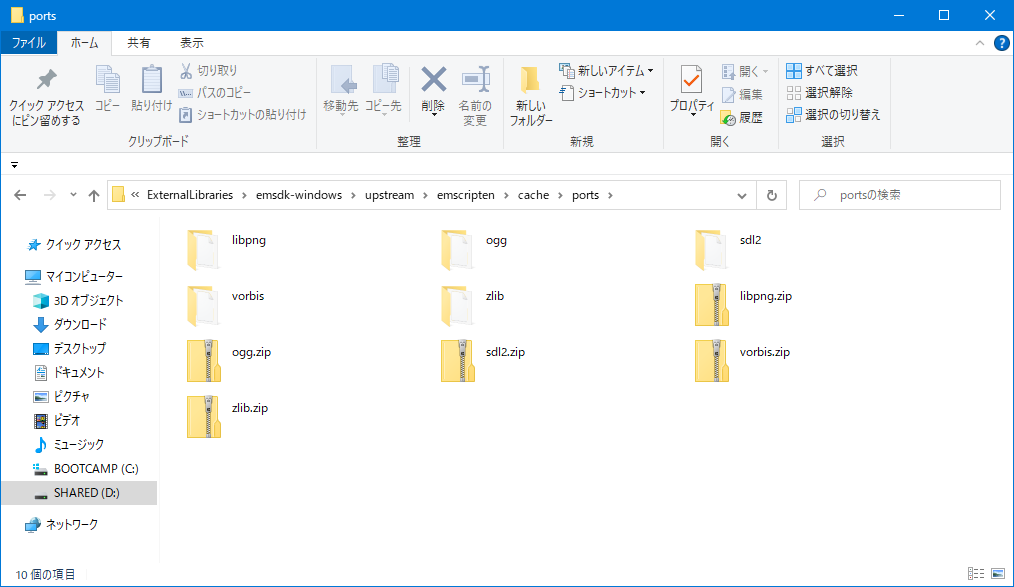 ports
ファイル
ホーム
共有
表示
クイック アクセス
にピン留めする
コピー
貼り付け
切り取り
パスのコピー
ショートカットの貼り付け
クリップボード
移動先
コピー先
削除
名前の
変更
整理
新しい
フォルダー
新しいアイテム
ショートカット
新規
プロパティ
開く
編集
履歴
開く
すべて選択
選択解除
選択の切り替え
選択
« ExternalLibraries › emsdk-windows › upstream › emscripten › cache › ports ›
portsの検索
クイック アクセス
マイコンピューター
3D オブジェクト
ダウンロード
デスクトップ
ドキュメント
ピクチャ
ビデオ
ミュージック
BOOTCAMP (C:)
SHARED (D:)
ネットワーク
libpng
ogg
sdl2
vorbis
zlib
libpng.zip
ogg.zip
sdl2.zip
vorbis.zip
zlib.zip
10 個の項目